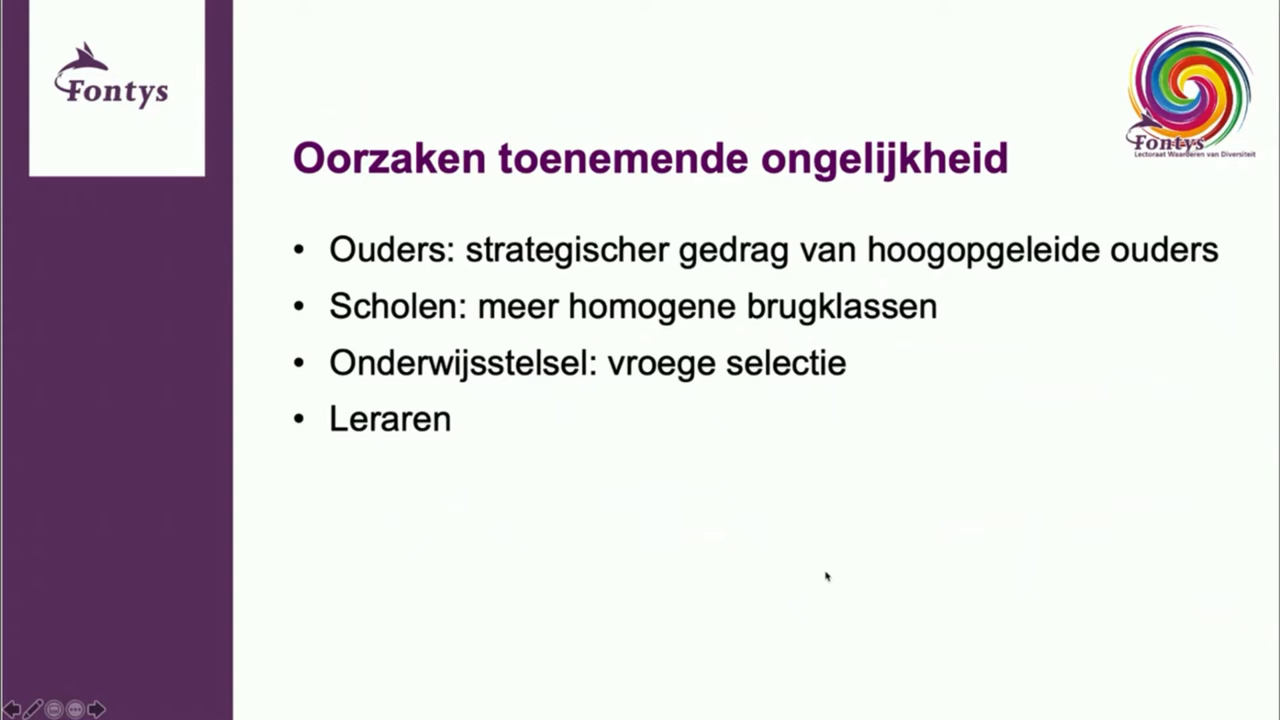 Fontys
Fontys
Lectoraat Waarderen van Diversiteit
Oorzaken toenemende ongelijkheid
• Ouders: strategischer gedrag van hoogopgeleide ouders
• Scholen: meer homogene brugklassen
• Onderwijsstelsel: vroege selectie
• Leraren